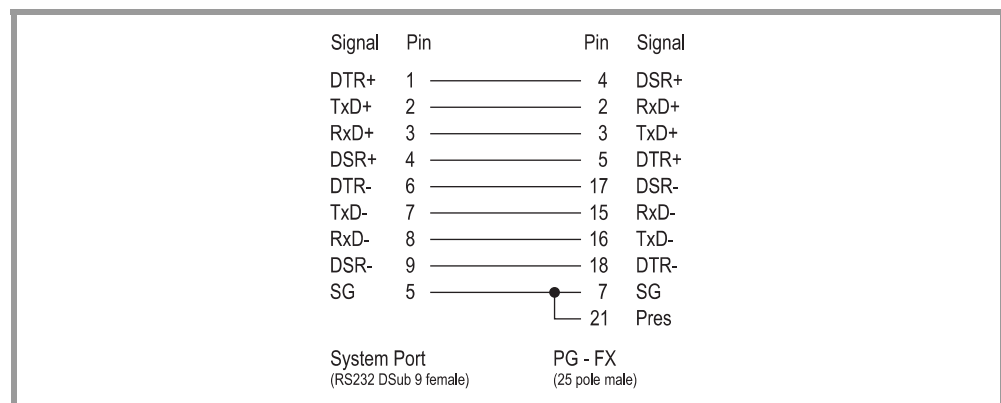 Signal Pin Pin Signal
DTR+ 1 4 DSR+
TxD+ 2 2 RxD+
RxD+ 3 3 TxD+
DSR+ 4 5 DTR+
DTR- 6 17 DSR-
TxD- 7 15 RxD-
RxD- 8 16 TxD-
DSR- 9 18 DTR-
SG 5 7 SG
21 Pres
System Port PG - FX
(RS232 DSub 9 female) (25 pole male)